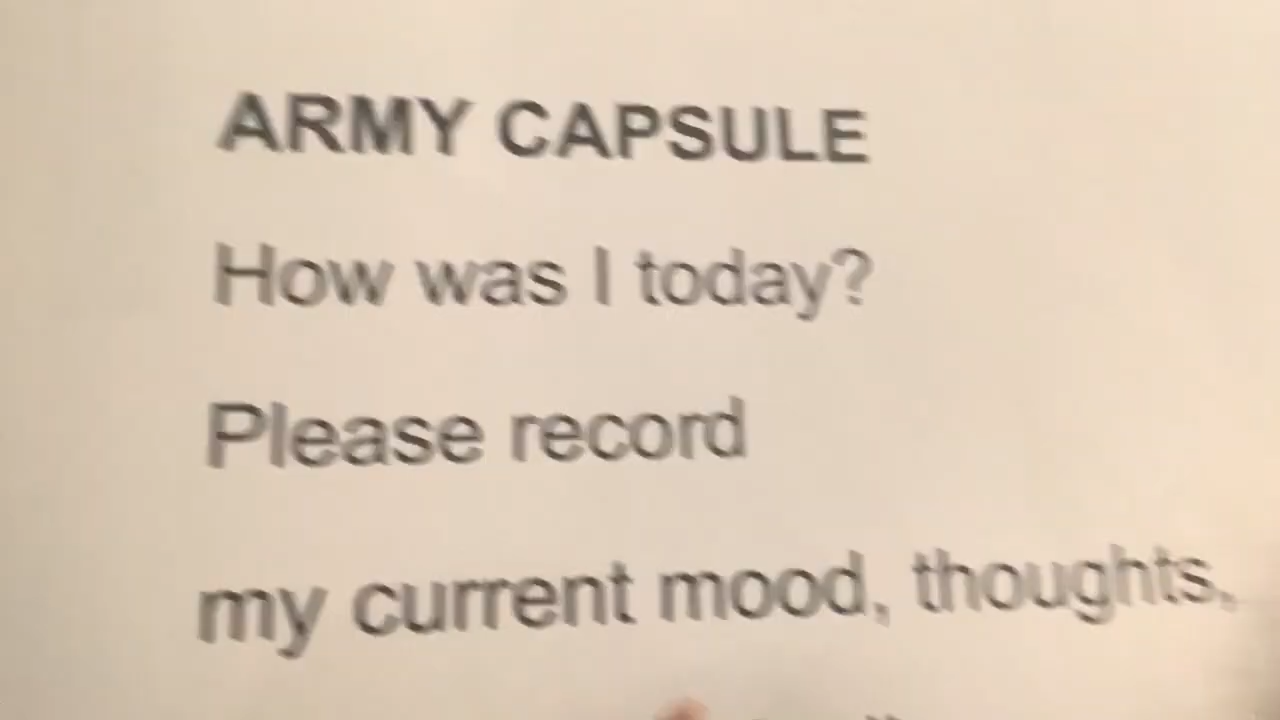 ARMY CAPSULE
How was I today?
Please record
my current mood, thoughts,